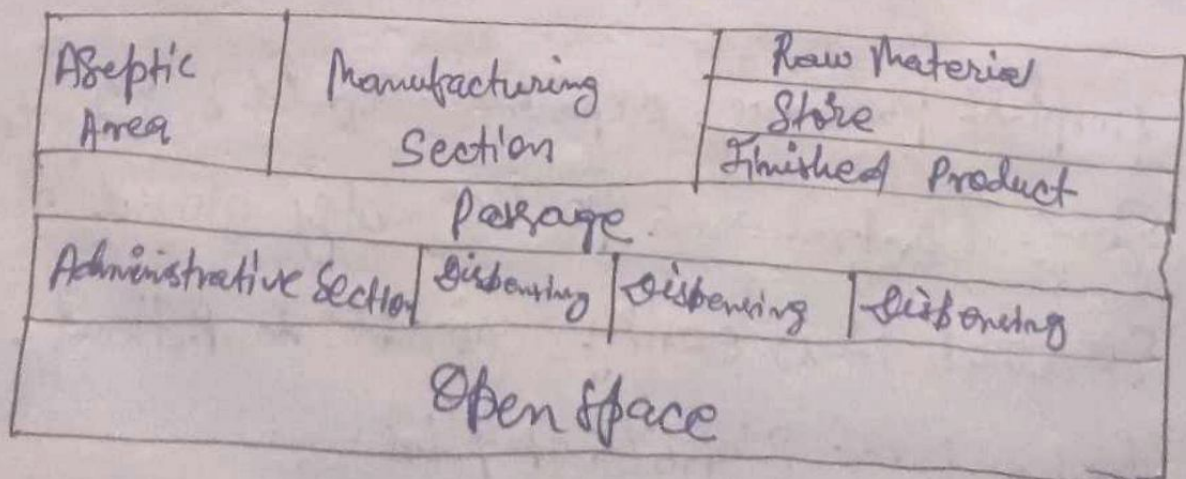 Aseptic
Area
Manufacturing
Section
Raw Material
Store
Finished Product
Passage
Administrative Section
Dispensing
Dispensing
Dispensing
Open Space